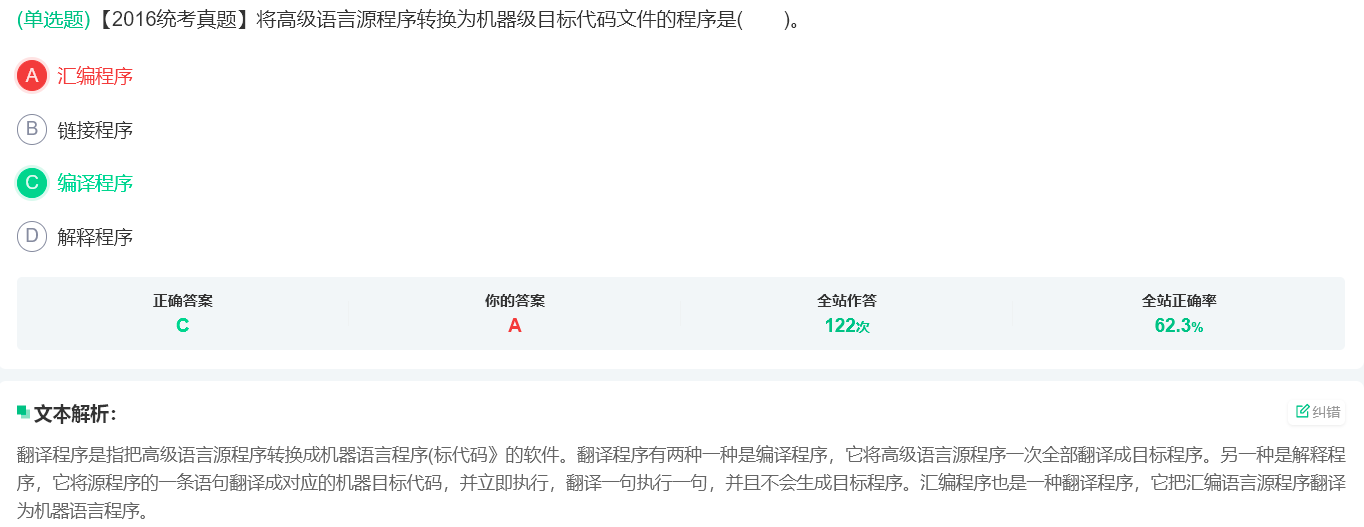 (单选题)【2016统考真题】将高级语言源程序转换为机器级目标代码文件的程序是(  )。
A 汇编程序
B 链接程序
C 编译程序
D 解释程序
正确答案 你的答案 全站作答 全站正确率
C A 122次 62.3%
文本解析： 纠错
翻译程序是指把高级语言源程序转换成机器语言程序(标代码》的软件。翻译程序有两种一种是编译程序，它将高级语言源程序一次全部翻译成目标程序。另一种是解释程
序，它将源程序的一条语句翻译成对应的机器目标代码，并立即执行，翻译一句执行一句，并且不会生成目标程序。汇编程序也是一种翻译程序，它把汇编语言源程序翻译
为机器语言程序。